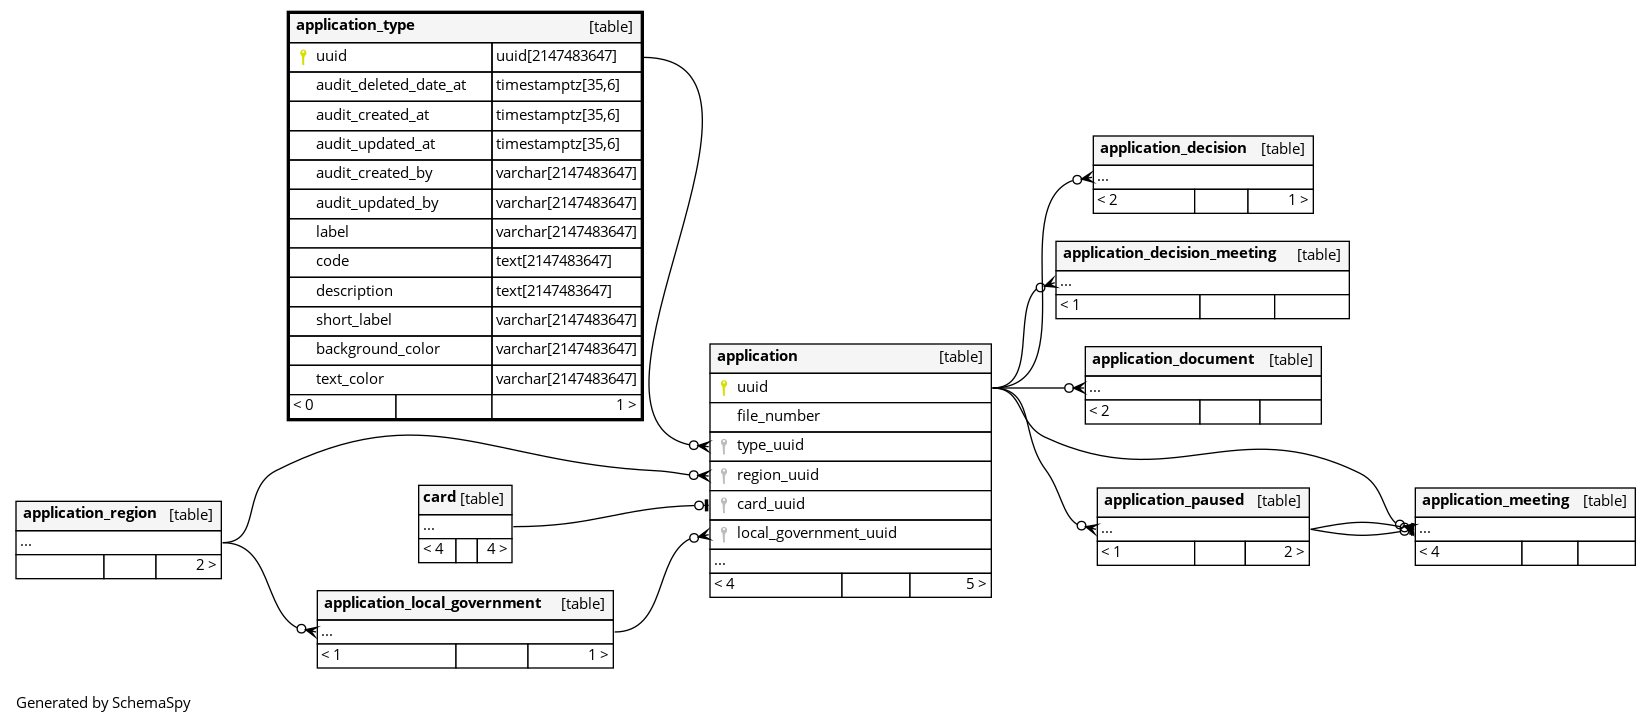 application_type [table]
uuid uuid[2147483647]
audit_deleted_date_at timestamptz[35,6]
audit_created_at timestamptz[35,6]
audit_updated_at timestamptz[35,6]
audit_created_by varchar[2147483647]
audit_updated_by varchar[2147483647]
label varchar[2147483647]
code text[2147483647]
description text[2147483647]
short_label varchar[2147483647]
background_color varchar[2147483647]
text_color varchar[2147483647]
< 0 1 >
application_region [table]
...
2 >
card [table]
...
< 4 4 >
application_local_government [table]
...
< 1 1 >
application [table]
uuid
file_number
type_uuid
region_uuid
card_uuid
local_government_uuid
...
< 4 5 >
application_decision [table]
...
< 2 1 >
application_decision_meeting [table]
...
< 1
application_document [table]
...
< 2
application_paused [table]
...
< 1 2 >
application_meeting [table]
...
< 4
Generated by SchemaSpy